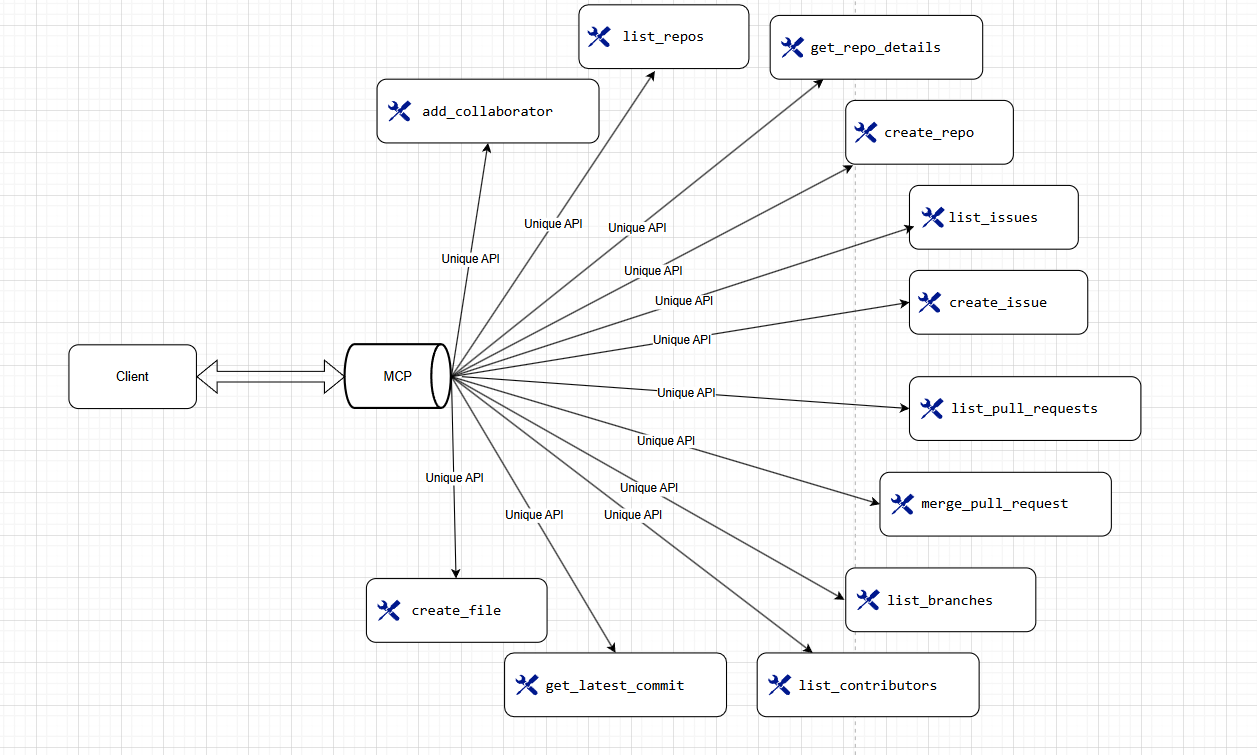 list_repos
get_repo_details
add_collaborator
create_repo
list_issues
Unique API
Unique API
Unique API
Unique API
create_issue
Unique API
Unique API
Client
MCP
Unique API
list_pull_requests
Unique API
Unique API
Unique API
merge_pull_request
Unique API
Unique API
list_branches
create_file
get_latest_commit
list_contributors